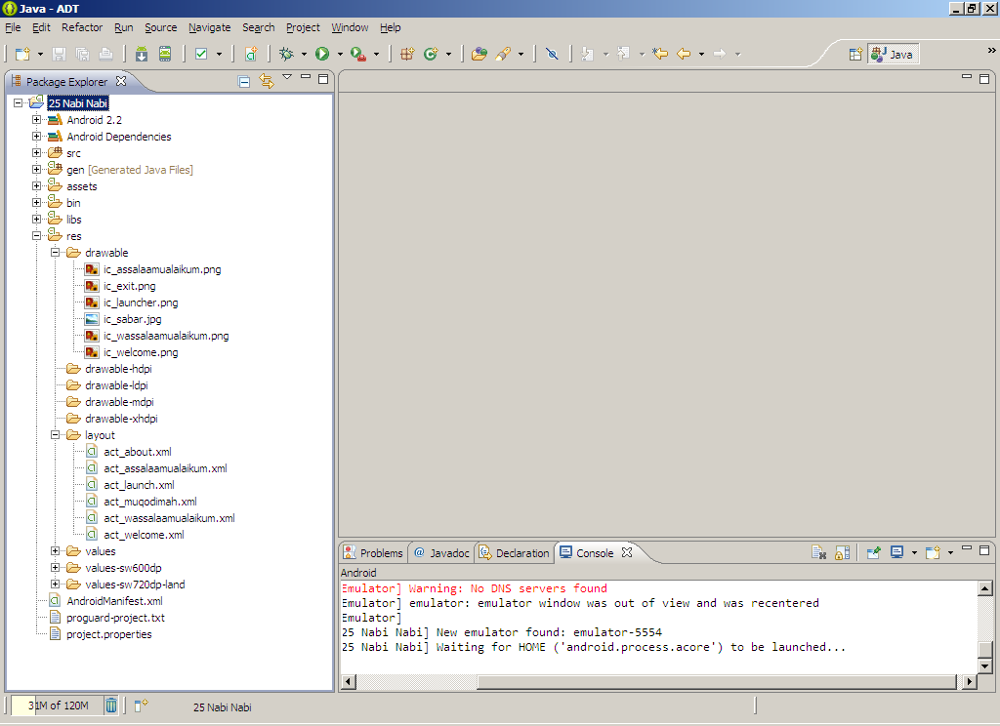 Java - ADT
File Edit Refactor Run Source Navigate Search Project Window Help
Java
Package Explorer
25 Nabi Nabi
Android 2.2
Android Dependencies
src
gen [Generated Java Files]
assets
bin
libs
res
drawable
ic_assalaamualaikum.png
ic_exit.png
ic_launcher.png
ic_sabar.jpg
ic_wassalaamualaikum.png
ic_welcome.png
drawable-hdpi
drawable-ldpi
drawable-mdpi
drawable-xhdpi
layout
act_about.xml
act_assalaamualaikum.xml
act_launch.xml
act_muqodimah.xml
act_wassalaamualaikum.xml
act_welcome.xml
values
values-sw600dp
values-sw720dp-land
AndroidManifest.xml
proguard-project.txt
project.properties
Problems @ Javadoc Declaration Console
Android
Emulator] Warning: No DNS servers found
Emulator] emulator: emulator window was out of view and was recentered
Emulator]
25 Nabi Nabi] New emulator found: emulator-5554
25 Nabi Nabi] Waiting for HOME ('android.process.acore') to be launched...
31M of 120M
25 Nabi Nabi